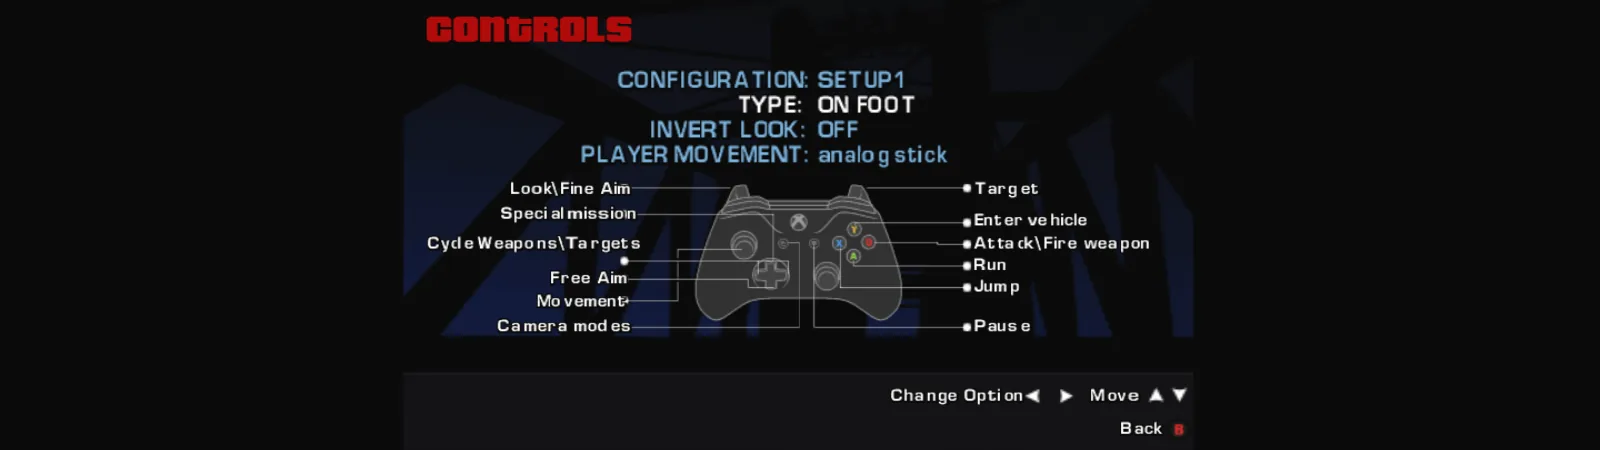 CONTROLS
CONFIGURATION: SETUP1
TYPE: ON FOOT
INVERT LOOK: OFF
PLAYER MOVEMENT: analog stick
Look\Fine Aim
Target
Special mission
Enter vehicle
Cycle Weapons\Targets
Attack\Fire weapon
Run
Free Aim
Jump
Movement
Camera modes
Pause
Y
X
B
A
Change Option
Move
Back B